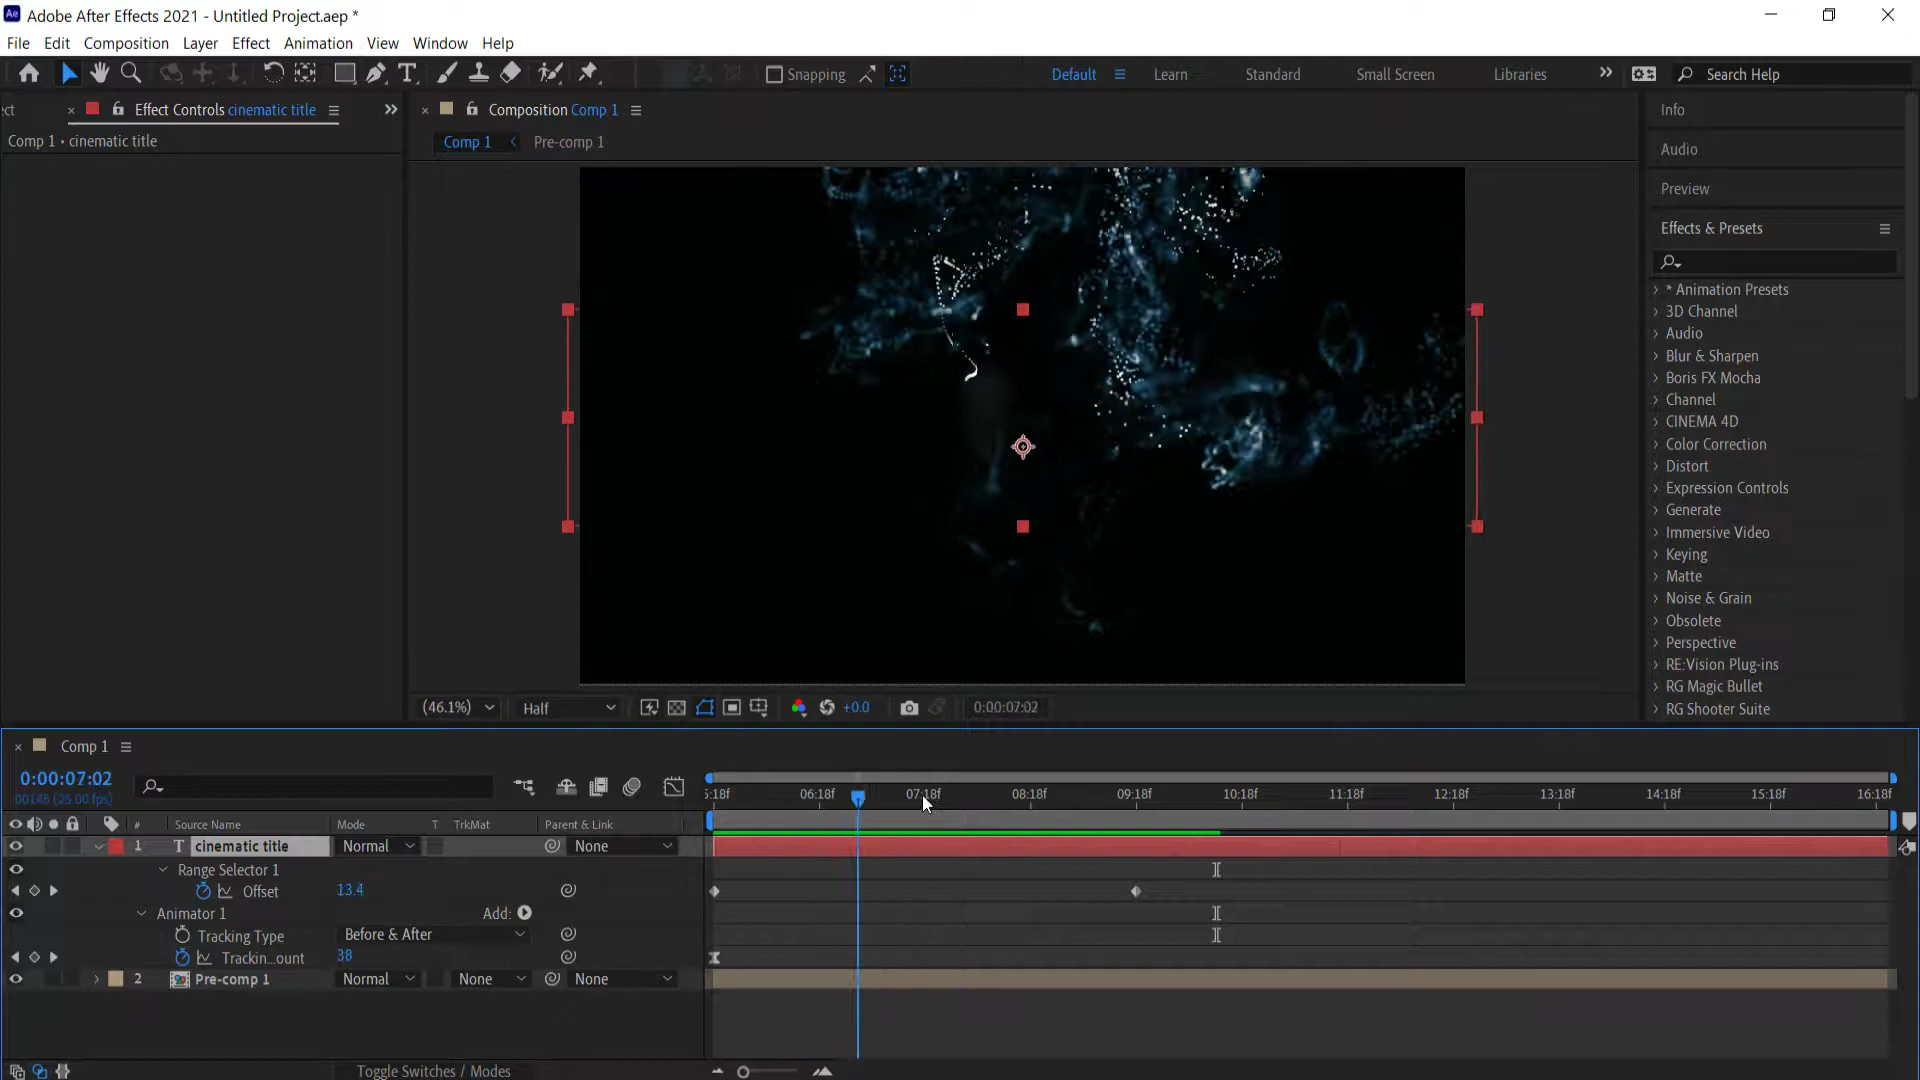 Adobe After Effects 2021 - Untitled Project.aep *
File Edit Composition Layer Effect Animation View Window Help
Snapping Default Learn Standard Small Screen Libraries Search Help
ect Effect Controls cinematic title Composition Comp 1 Info
Comp 1 • cinematic title Comp 1 Pre-comp 1
Audio
Preview
Effects & Presets
* Animation Presets
3D Channel
Audio
Blur & Sharpen
Boris FX Mocha
Channel
CINEMA 4D
Color Correction
Distort
Expression Controls
Generate
Immersive Video
Keying
Matte
Noise & Grain
Obsolete
Perspective
RE:Vision Plug-ins
RG Magic Bullet
RG Shooter Suite
(46.1%) Half +0.0 0:00:07:02
Comp 1
0:00:07:02
(25.00 fps)
5:18f 06:18f 07:18f 08:18f 09:18f 10:18f 11:18f 12:18f 13:18f 14:18f 15:18f 16:18f
# Source Name Mode T TrkMat Parent & Link
1 T cinematic title Normal None
Range Selector 1
Offset 13.4
Animator 1 Add:
Tracking Type Before & After
Trackin...ount 38
2 Pre-comp 1 Normal None None
Toggle Switches / Modes